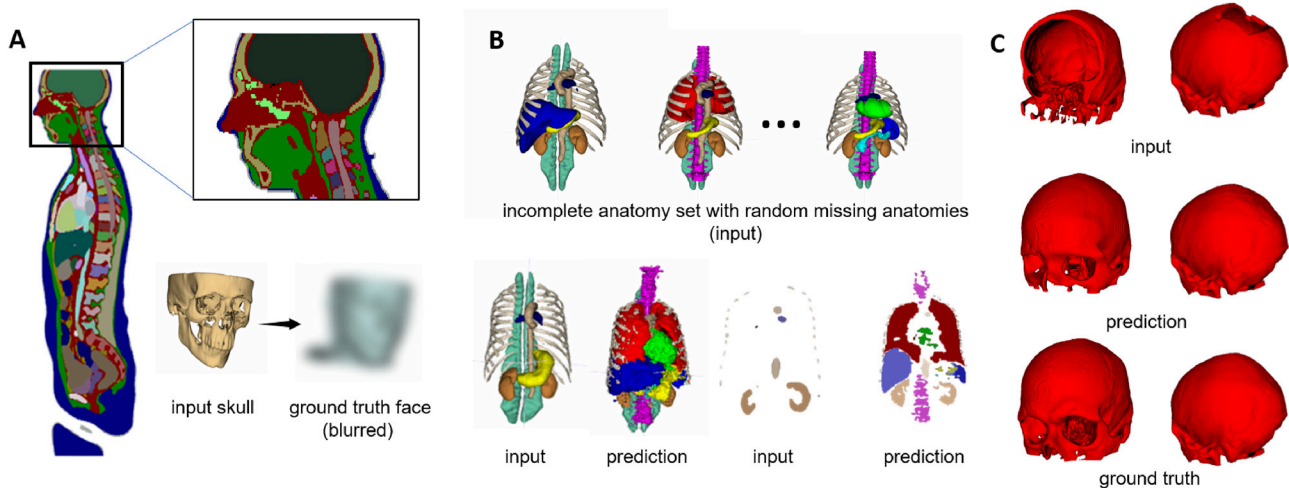 A
input skull
ground truth face
(blurred)
B
incomplete anatomy set with random missing anatomies
(input)
input
prediction
input
prediction
C
input
prediction
ground truth